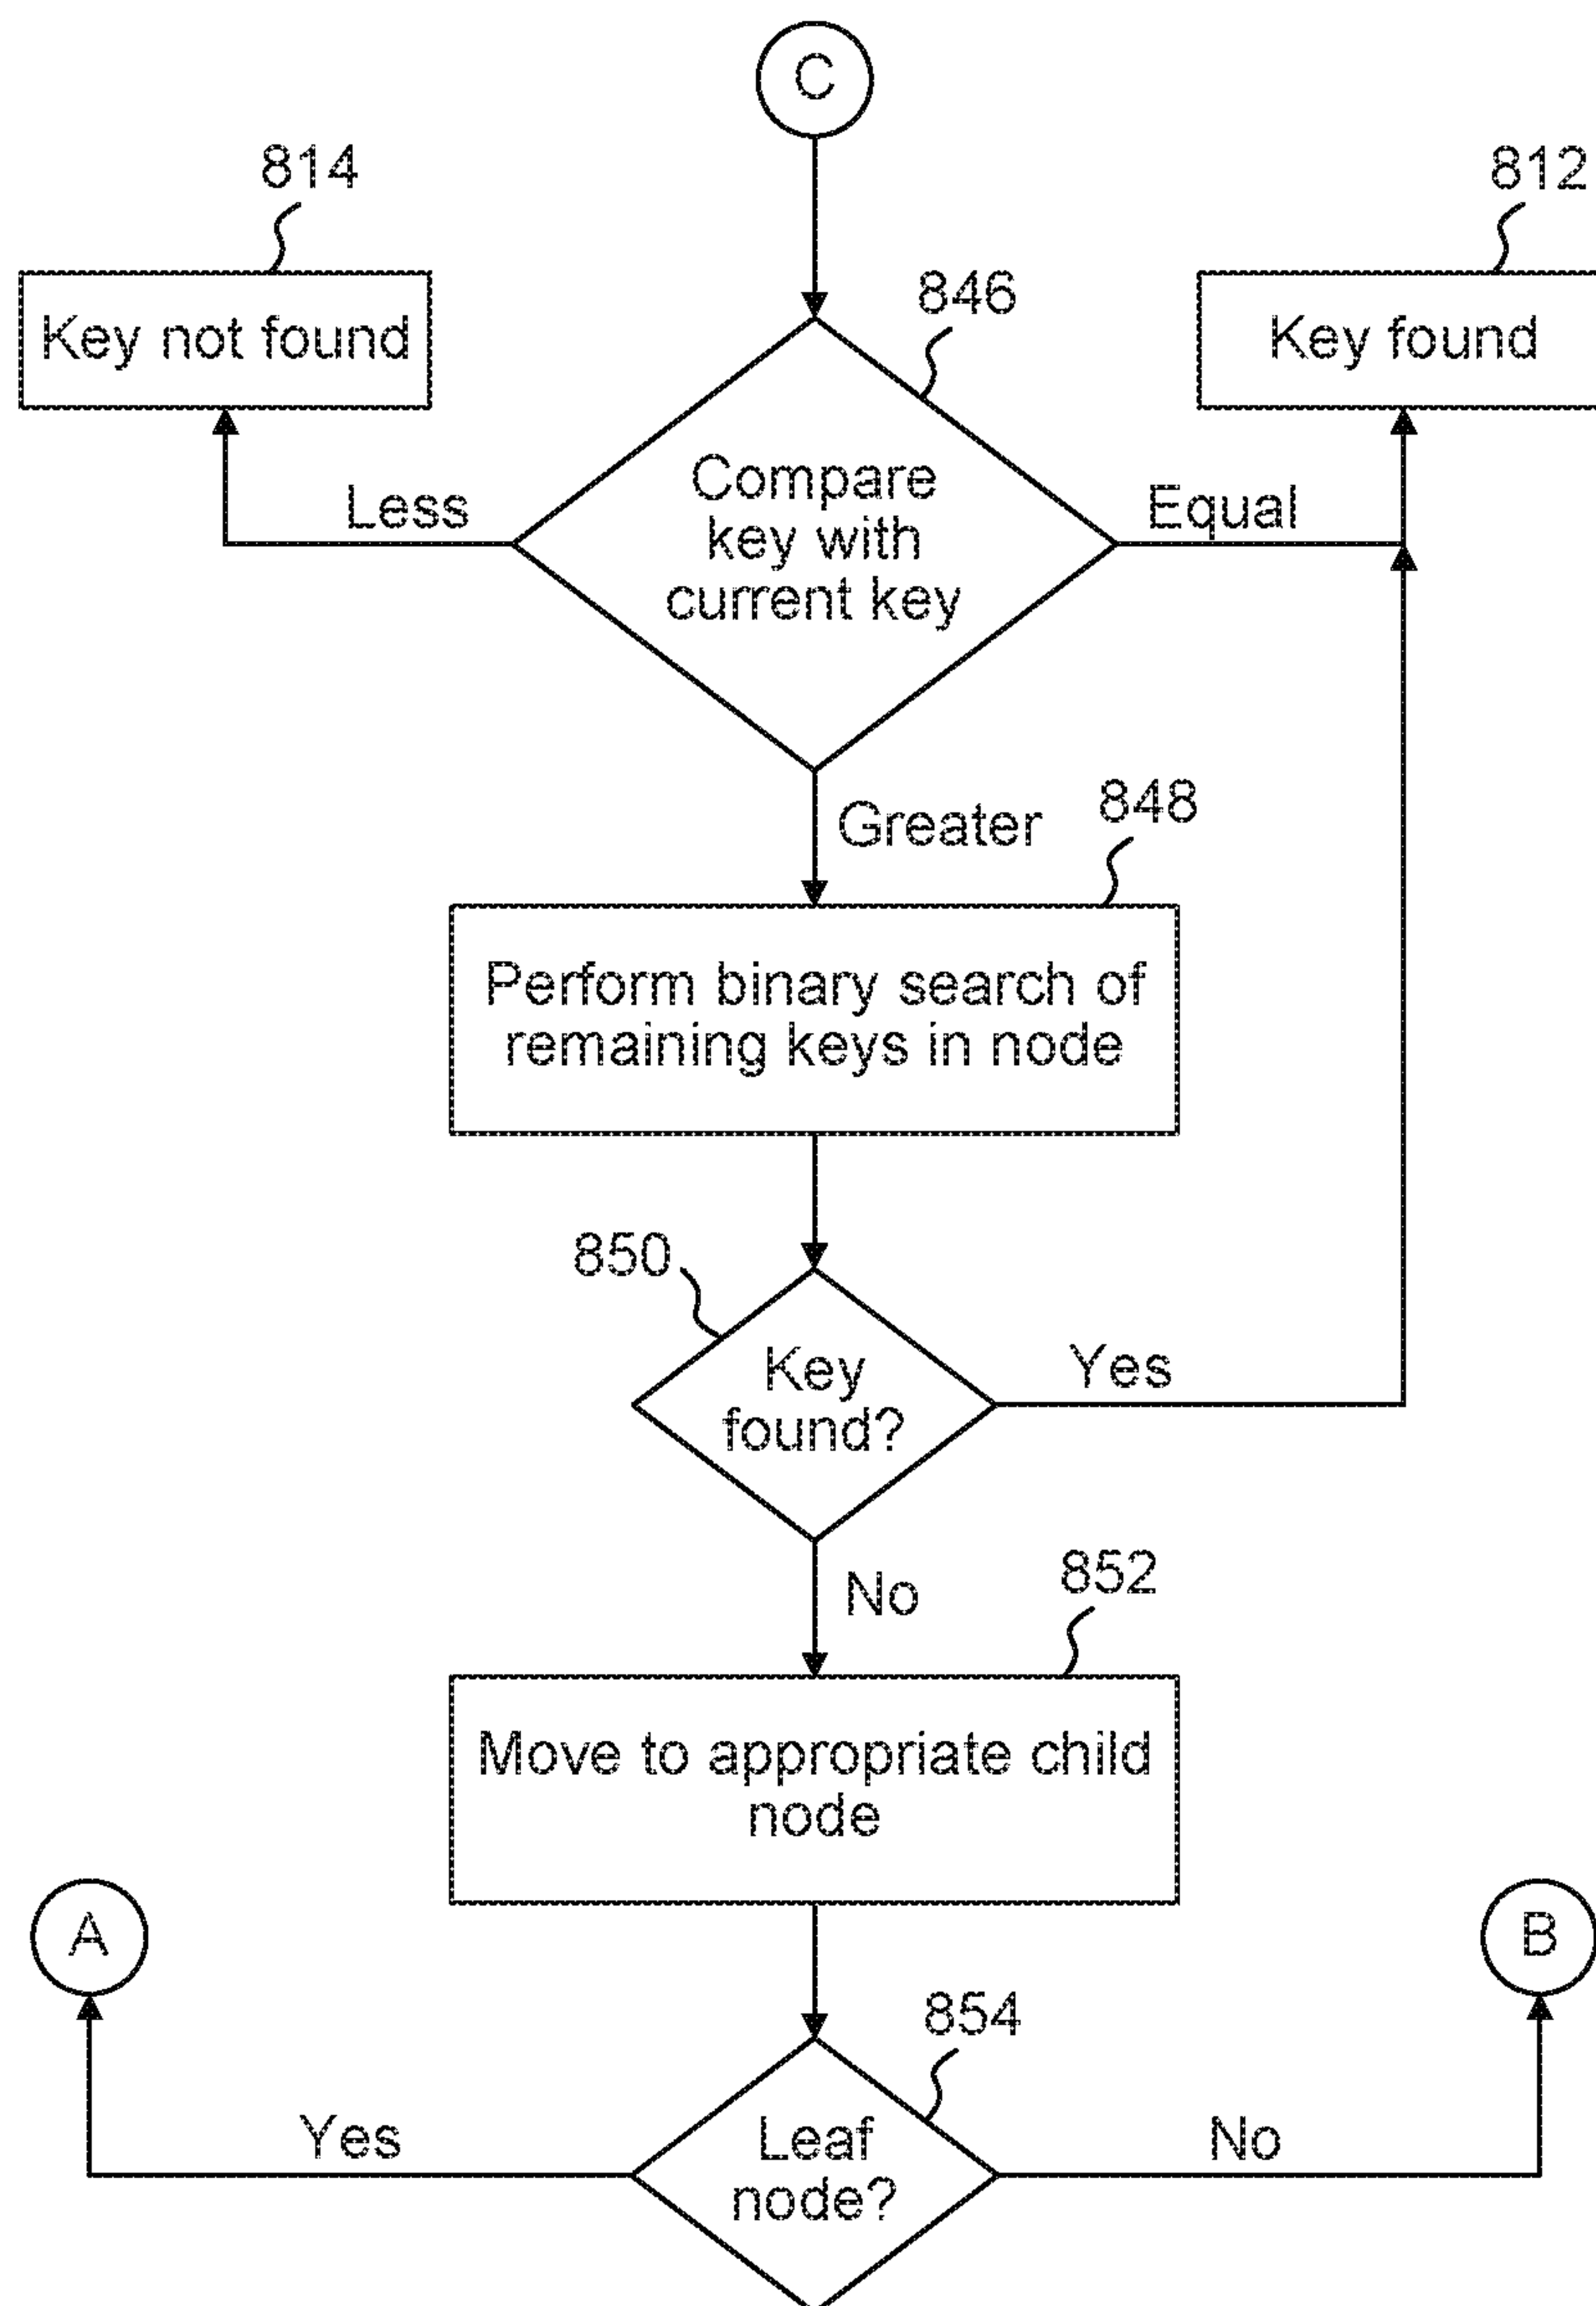 C
814
812
846
Key not found
Key found
Compare
key with
current key
Less
Equal
Greater
848
Perform binary search of
remaining keys in node
850
Key
found?
Yes
No
852
Move to appropriate child
node
A
B
854
Leaf
node?
Yes
No